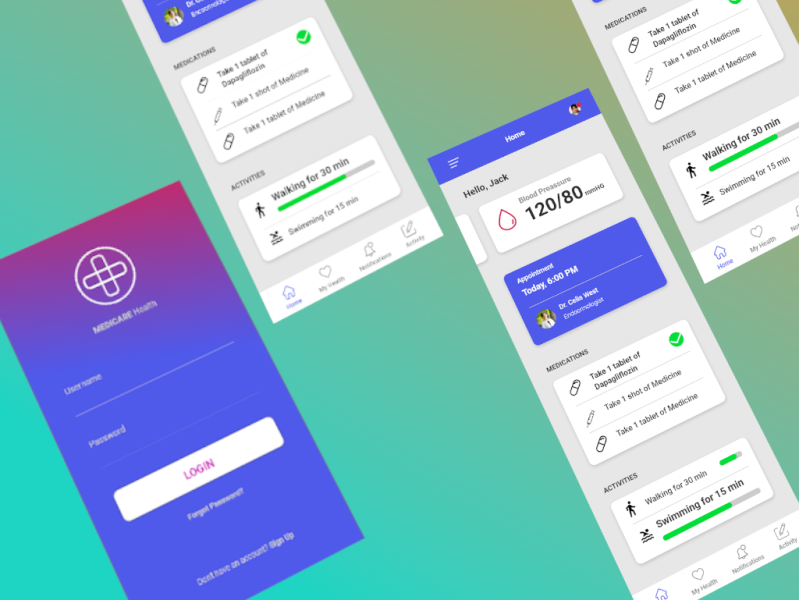 Dr. Ce
Endocrinolog
MEDICATIONS
Take 1 tablet of
Dapagliflozin
Take 1 shot of Medicine
Take 1 tablet of Medicine
ACTIVITIES
Walking for 30 min
Swimming for 15 min
Home
My Health
Notifications
Activity
MEDICARE Health
Username
Password
LOGIN
Forgot Password?
Don't have an account? Sign Up
Home
Hello, Jack
Blood Preassure
120/80 mmHG
Appointment
Today, 6:00 PM
Dr. Celia West
Endocrinologist
MEDICATIONS
Take 1 tablet of
Dapagliflozin
Take 1 shot of Medicine
Take 1 tablet of Medicine
ACTIVITIES
Walking for 30 min
Swimming for 15 min
My Health
Notifications
Activity
MEDICATIONS
Take 1 tablet of
Dapagliflozin
Take 1 shot of Medicine
Take 1 tablet of Medicine
ACTIVITIES
Walking for 30 min
Swimming for 15 min
Home
My Health